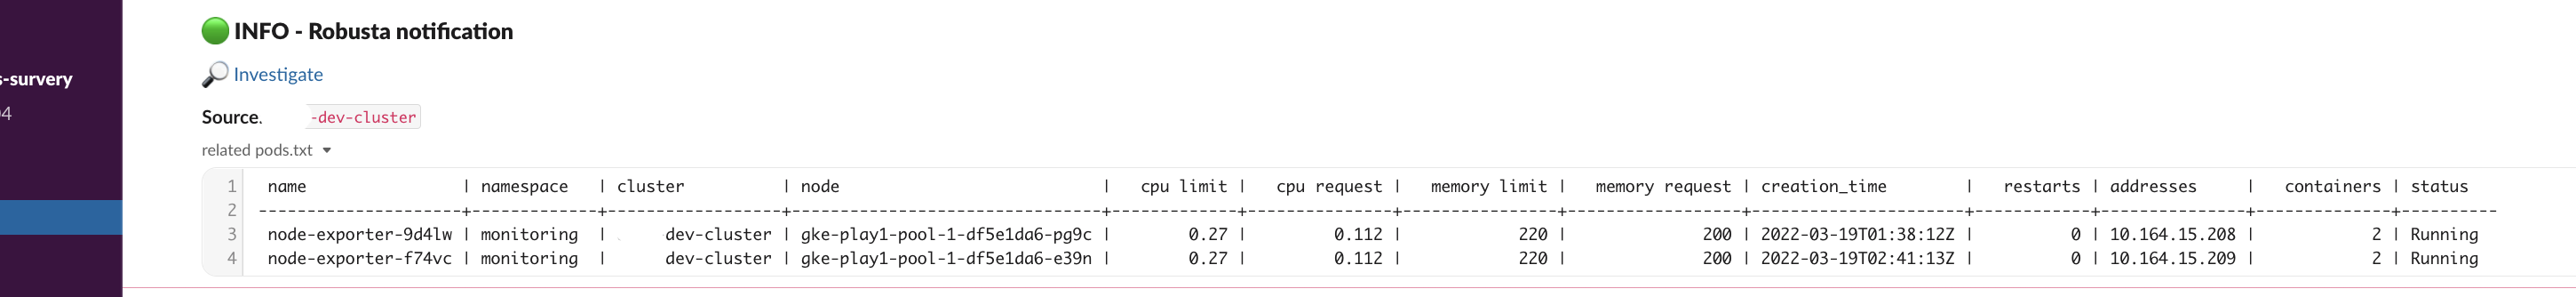 INFO - Robusta notification
s-survery
Investigate
04
Source. -dev-cluster
related pods.txt
1 name | namespace | cluster | node | cpu limit | cpu request | memory limit | memory request | creation_time | restarts | addresses | containers | status
2 ---------------------+-------------+------------------+--------------------------------+-------------+---------------+----------------+-----------------+----------------------+------------+---------------+--------------+----------
3 node-exporter-9d4lw | monitoring | dev-cluster | gke-play1-pool-1-df5e1da6-pg9c | 0.27 | 0.112 | 220 | 200 | 2022-03-19T01:38:12Z | 0 | 10.164.15.208 | 2 | Running
4 node-exporter-f74vc | monitoring | dev-cluster | gke-play1-pool-1-df5e1da6-e39n | 0.27 | 0.112 | 220 | 200 | 2022-03-19T02:41:13Z | 0 | 10.164.15.209 | 2 | Running